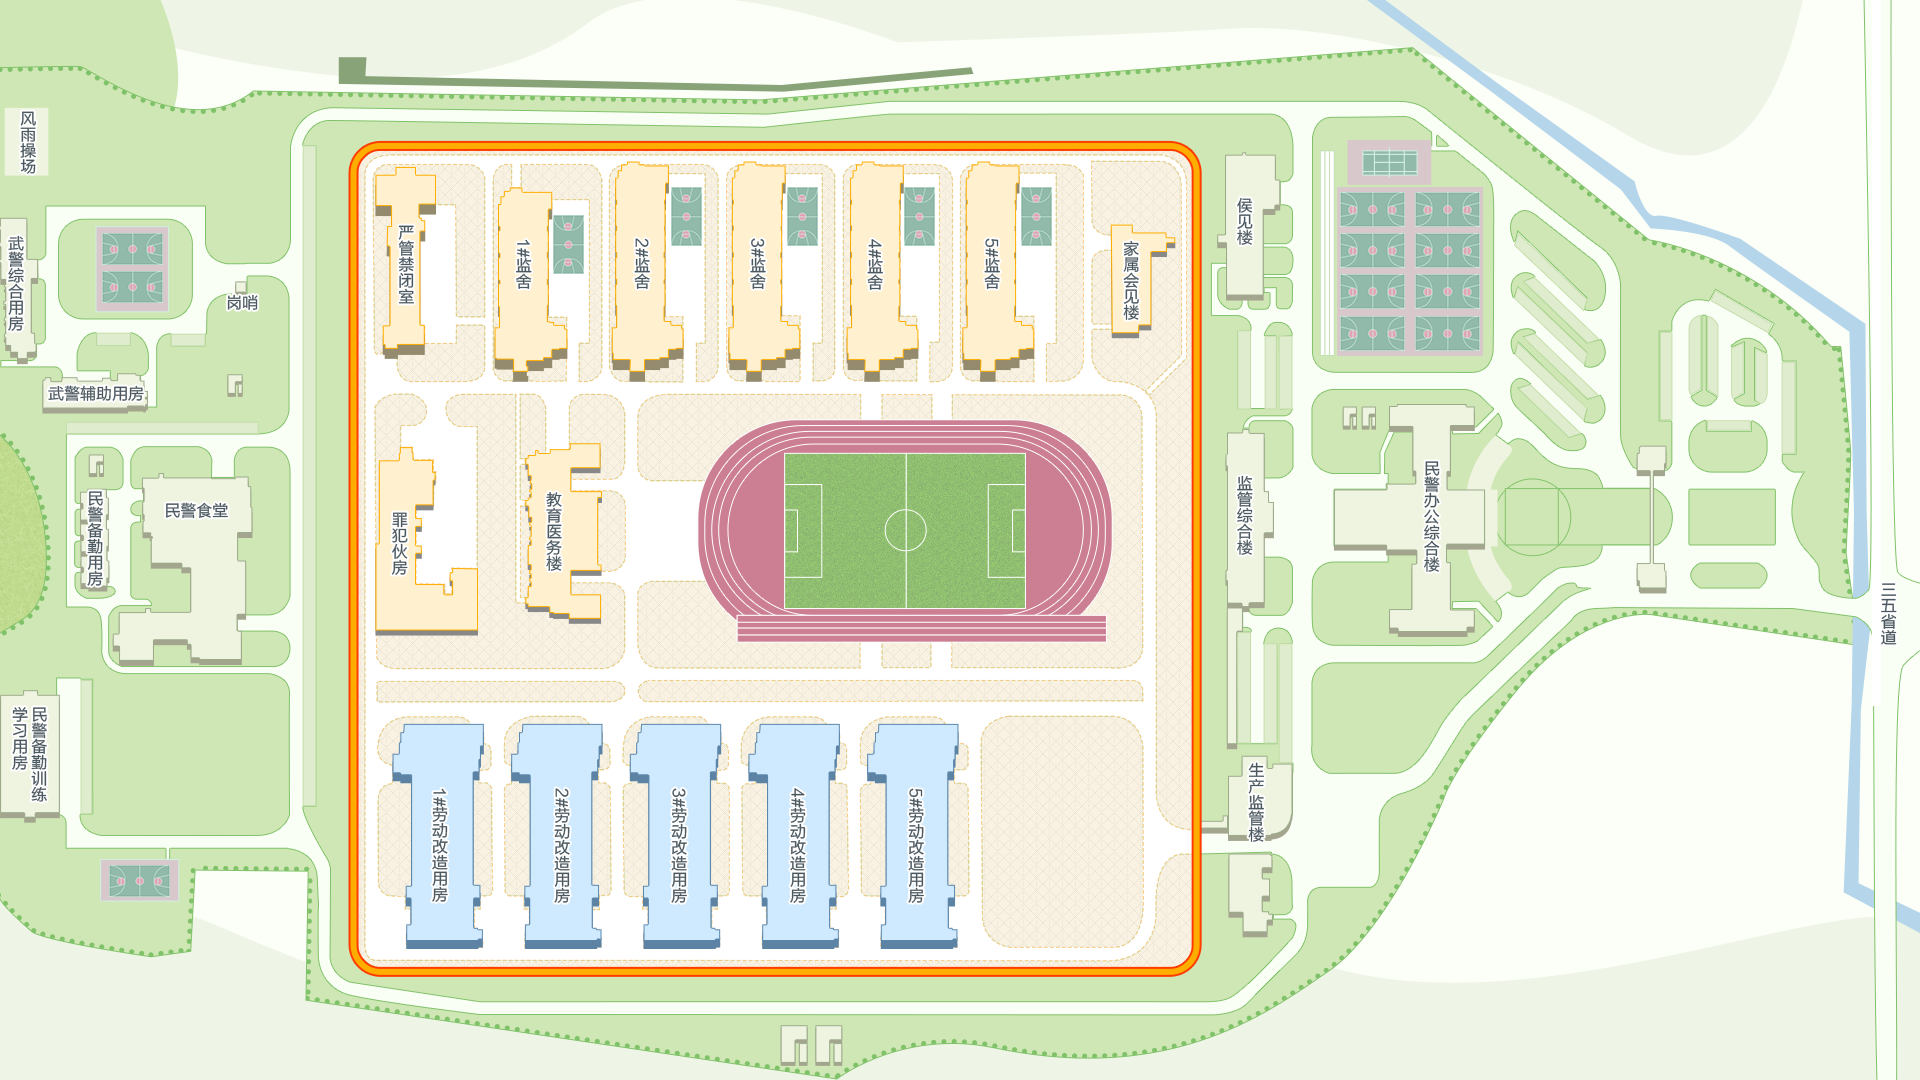 风雨操场
武警综合用房
岗哨
武警辅助用房
民警备勤用房
民警食堂
民警备勤训练
学习用房
严管禁闭室
1#监舍
2#监舍
3#监舍
4#监舍
5#监舍
家属会见楼
罪犯伙房
教育医务楼
1#劳动改造用房
2#劳动改造用房
3#劳动改造用房
4#劳动改造用房
5#劳动改造用房
侯见楼
监管综合楼
生产监管楼
民警办公综合楼
三五省道